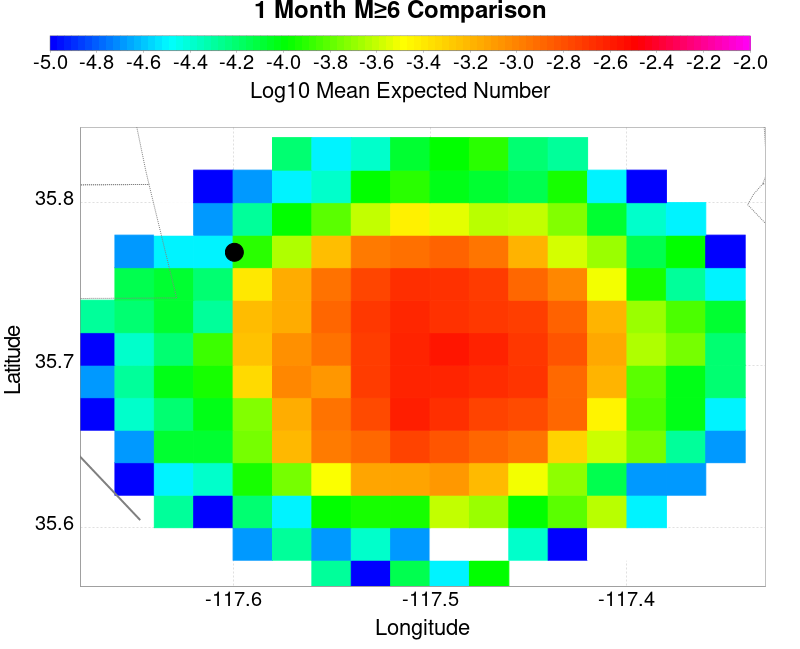 1 Month M≥6 Comparison
-5.0 -4.8 -4.6 -4.4 -4.2 -4.0 -3.8 -3.6 -3.4 -3.2 -3.0 -2.8 -2.6 -2.4 -2.2 -2.0
Log10 Mean Expected Number
35.8
35.7
35.6
Latitude
-117.6 -117.5 -117.4
Longitude